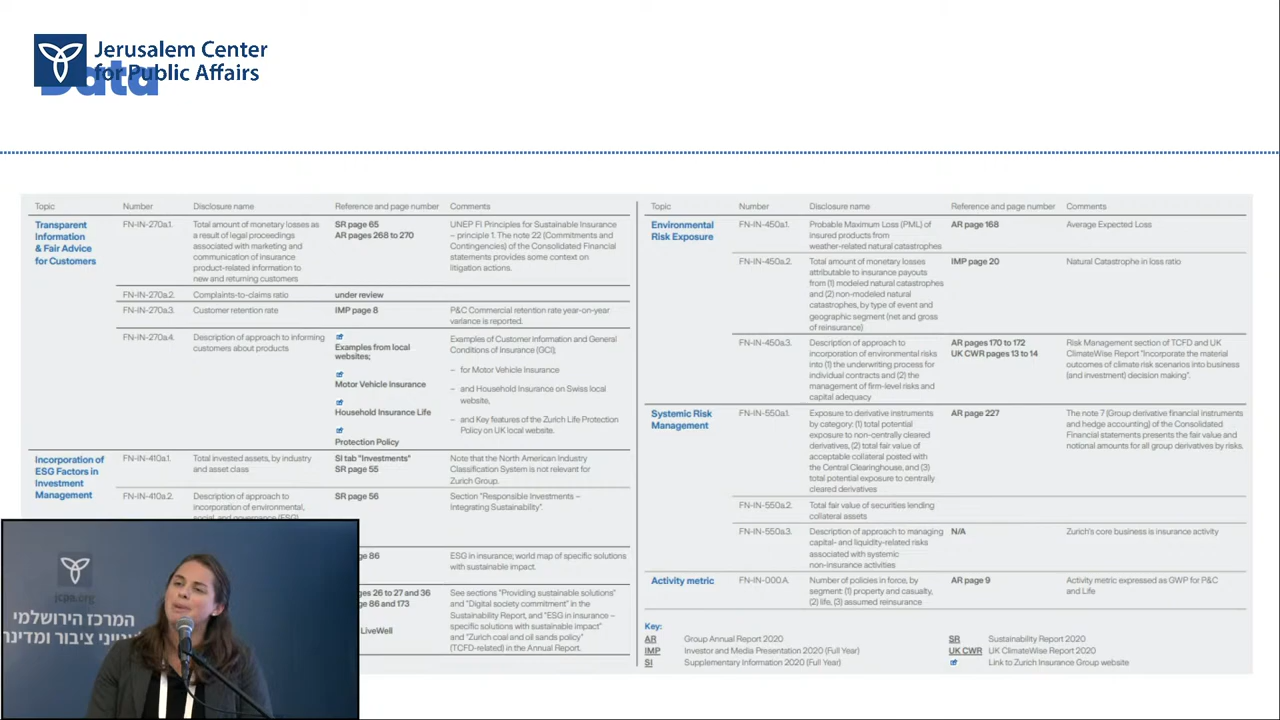 Jerusalem Center
for Public Affairs
Data
Topic Number Disclosure name Reference and page number Comments
Transparent
Information
& Fair Advice
for Customers
FN-IN-270a.1.
Total amount of monetary losses as
a result of legal proceedings
associated with marketing and
communication of insurance
product-related information to
new and returning customers
SR page 65
AR pages 268 to 270
UNEP FI Principles for Sustainable Insurance
– principle 1. The note 22 (Commitments and
Contingencies) of the Consolidated Financial
statements provides some context on
litigation actions.
FN-IN-270a.2. Complaints-to-claims ratio under review
FN-IN-270a.3. Customer retention rate IMP page 8
P&C Commercial retention rate year-on-year
variance is reported.
FN-IN-270a.4.
Description of approach to informing
customers about products
Examples from local
websites;
Motor Vehicle Insurance
Household Insurance Life
Protection Policy
Examples of Customer Information and General
Conditions of Insurance (GCI);
– for Motor Vehicle Insurance
– and Household Insurance on Swiss local
website,
– and Key features of the Zurich Life Protection
Policy on UK local website.
Incorporation of
ESG Factors in
Investment
Management
FN-IN-410a.1.
Total invested assets, by industry
and asset class
SI tab "Investments"
SR page 55
Note that the North American Industry
Classification System is not relevant for
Zurich Group.
FN-IN-410a.2.
Description of approach to
incorporation of environmental,
social, and governance (ESG)
SR page 56
Section "Responsible Investments –
Integrating Sustainability".
ge 86
ESG in insurance; world map of specific solutions
with sustainable impact.
ges 26 to 27 and 36
e 86 and 173
LiveWell
See sections "Providing sustainable solutions"
and "Digital society commitment" in the
Sustainability Report, and "ESG in insurance –
specific solutions with sustainable impact"
and "Zurich coal and oil sands policy"
(TCFD-related) in the Annual Report.
Topic Number Disclosure name Reference and page number Comments
Environmental
Risk Exposure
FN-IN-450a.1.
Probable Maximum Loss (PML) of
insured products from
weather-related natural catastrophes
AR page 168
Average Expected Loss
FN-IN-450a.2.
Total amount of monetary losses
attributable to insurance payouts
from (1) modeled natural catastrophes
and (2) non-modeled natural
catastrophes, by type of event and
geographic segment (net and gross
of reinsurance)
IMP page 20
Natural Catastrophe in loss ratio
FN-IN-450a.3.
Description of approach to
incorporation of environmental risks
into (1) the underwriting process for
individual contracts and (2) the
management of firm-level risks and
capital adequacy
AR pages 170 to 172
UK CWR pages 13 to 14
Risk Management section of TCFD and UK
ClimateWise Report "Incorporate the material
outcomes of climate risk scenarios into business
(and investment) decision making".
Systemic Risk
Management
FN-IN-550a.1.
Exposure to derivative instruments
by category: (1) total potential
exposure to non-centrally cleared
derivatives, (2) total fair value of
acceptable collateral posted with
the Central Clearinghouse, and (3)
total potential exposure to centrally
cleared derivatives
AR page 227
The note 7 (Group derivative financial instruments
and hedge accounting) of the Consolidated
Financial statements presents the fair value and
notional amounts for all group derivatives by risks.
FN-IN-550a.2.
Total fair value of securities lending
collateral assets
FN-IN-550a.3.
Description of approach to managing
capital- and liquidity-related risks
associated with systemic
non-insurance activities
N/A
Zurich's core business is insurance activity
Activity metric
FN-IN-000.A.
Number of policies in force, by
segment: (1) property and casualty,
(2) life, (3) assumed reinsurance
AR page 9
Activity metric expressed as GWP for P&C
and Life
Key:
AR Group Annual Report 2020
IMP Investor and Media Presentation 2020 (Full Year)
SI Supplementary Information 2020 (Full Year)
SR Sustainability Report 2020
UK CWR UK ClimateWise Report 2020
Link to Zurich Insurance Group website
jcpa.org
המרכז הירושלמי
לענייני ציבור ומדינה